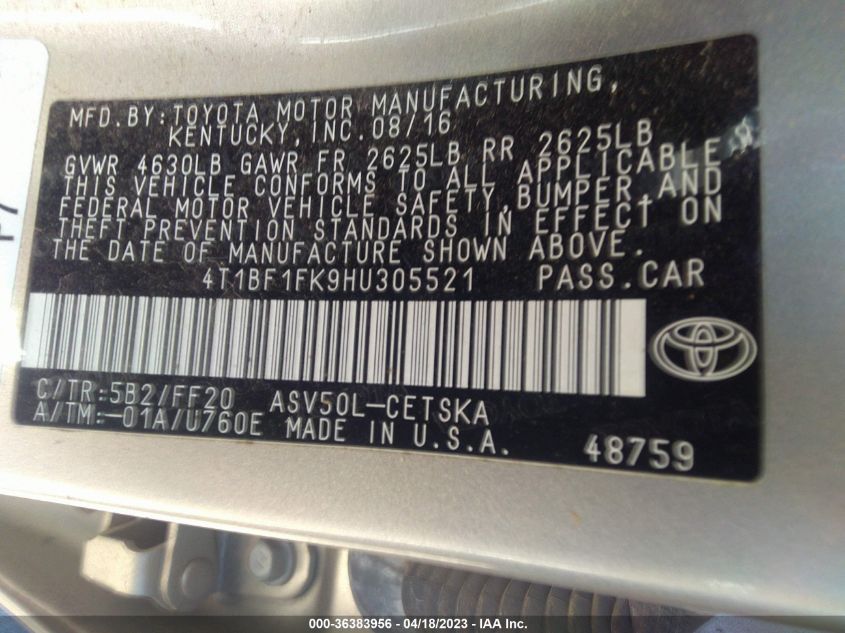 MFD.BY:TOYOTA MOTOR MANUFACTURING,
KENTUCKY, INC.08/16
GVWR 4630LB GAWR FR 2625LB RR 2625LB
THIS VEHICLE CONFORMS TO ALL APPLICABLE
FEDERAL MOTOR VEHICLE SAFETY,BUMPER,AND
THEFT PREVENTION STANDARDS IN EFFECT ON
THE DATE OF MANUFACTURE SHOWN ABOVE.
4T1BF1FK9HU305521 PASS.CAR
C/TR:5B2/FF20 ASV50L-CETSKA
A/TM:-01A/U760E MADE IN U.S.A. 48759
000-36383956 - 04/18/2023 - IAA Inc.